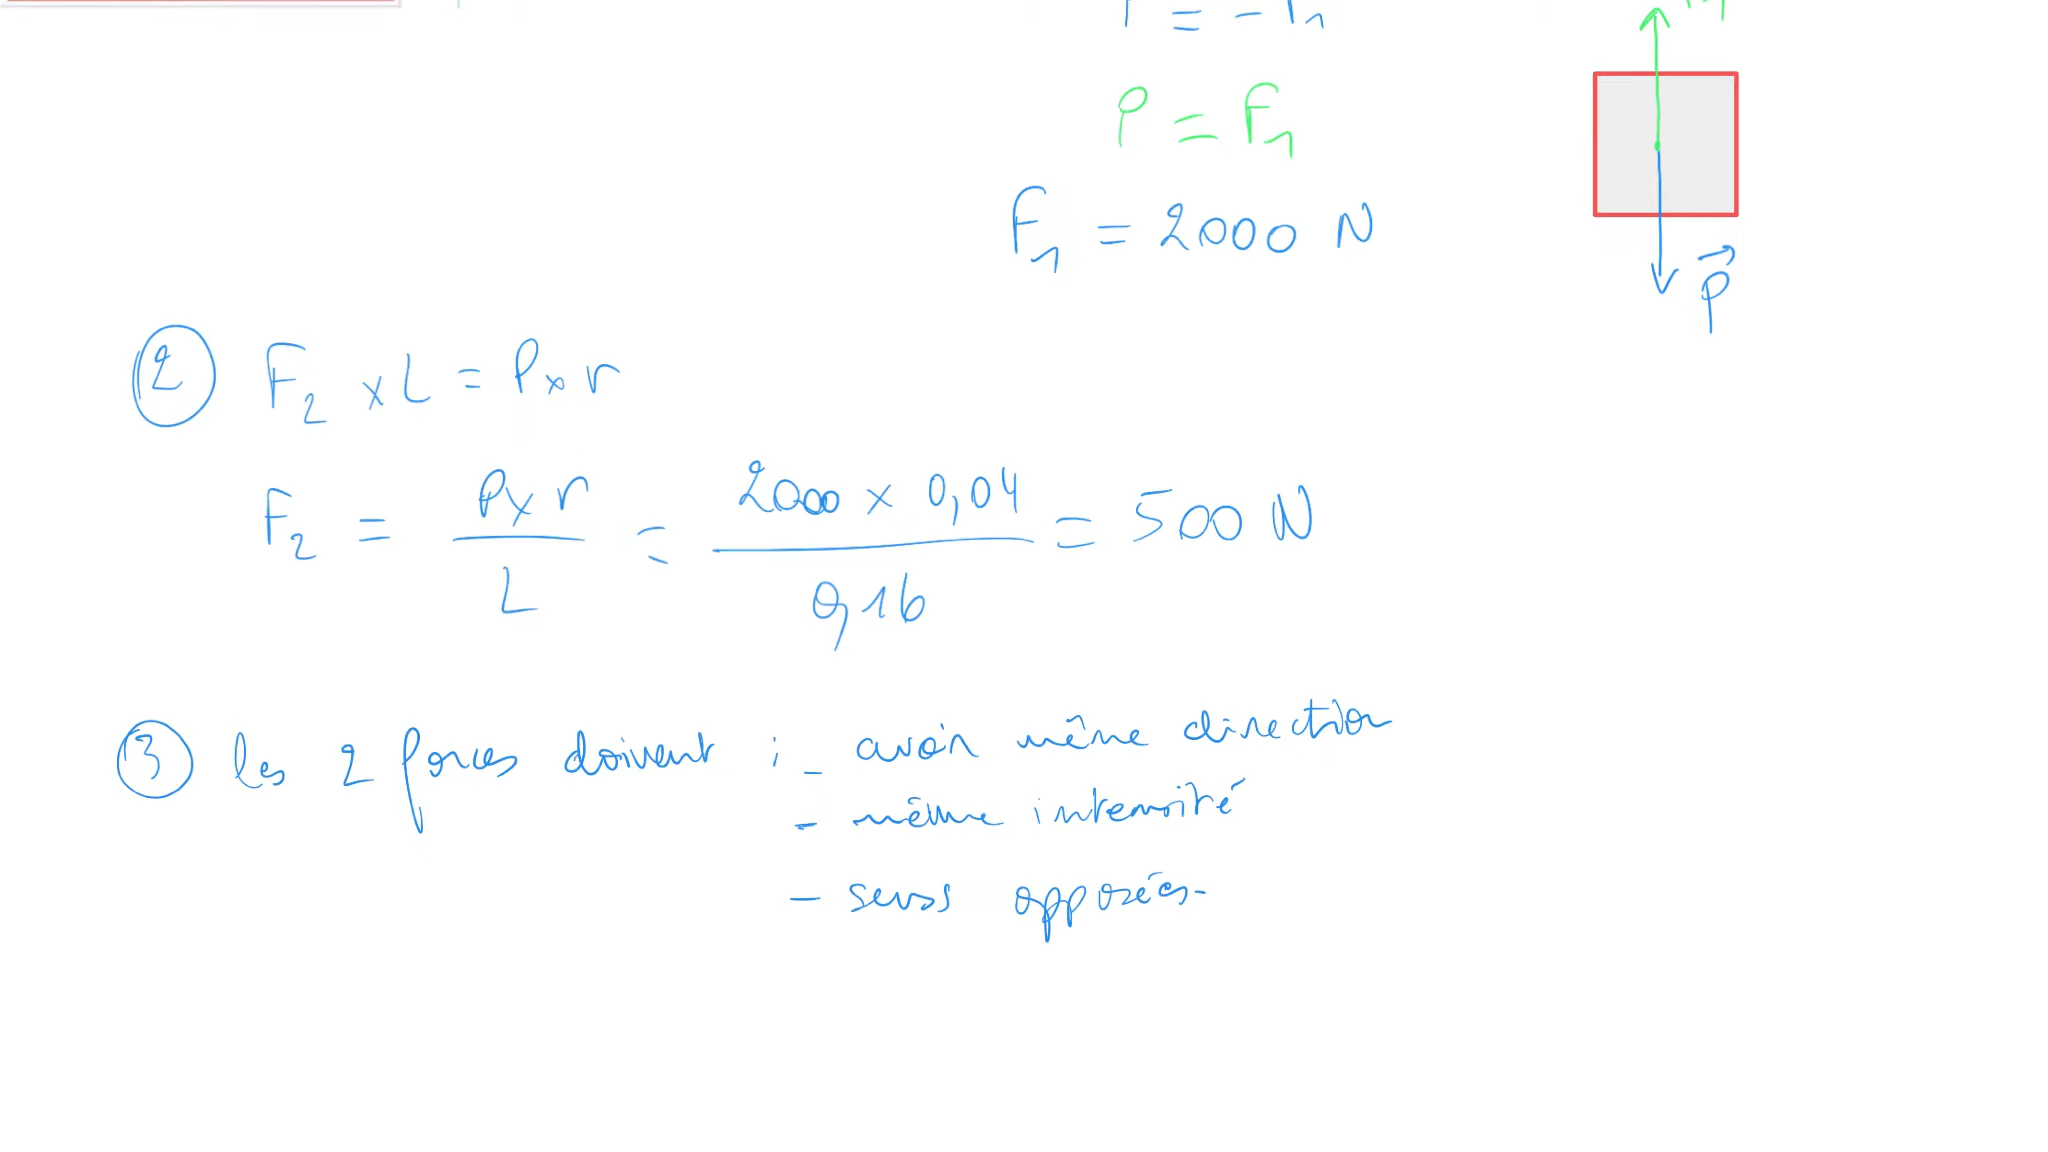 P = F₁
F₁ = 2000 N
P⃗
② F₂ x L = P x r
F₂ = P x r / L = 2000 x 0,04 / 0,16 = 500 N
③ les 2 forces doivent : - avoir même direction
- même intensité
- sens opposées.